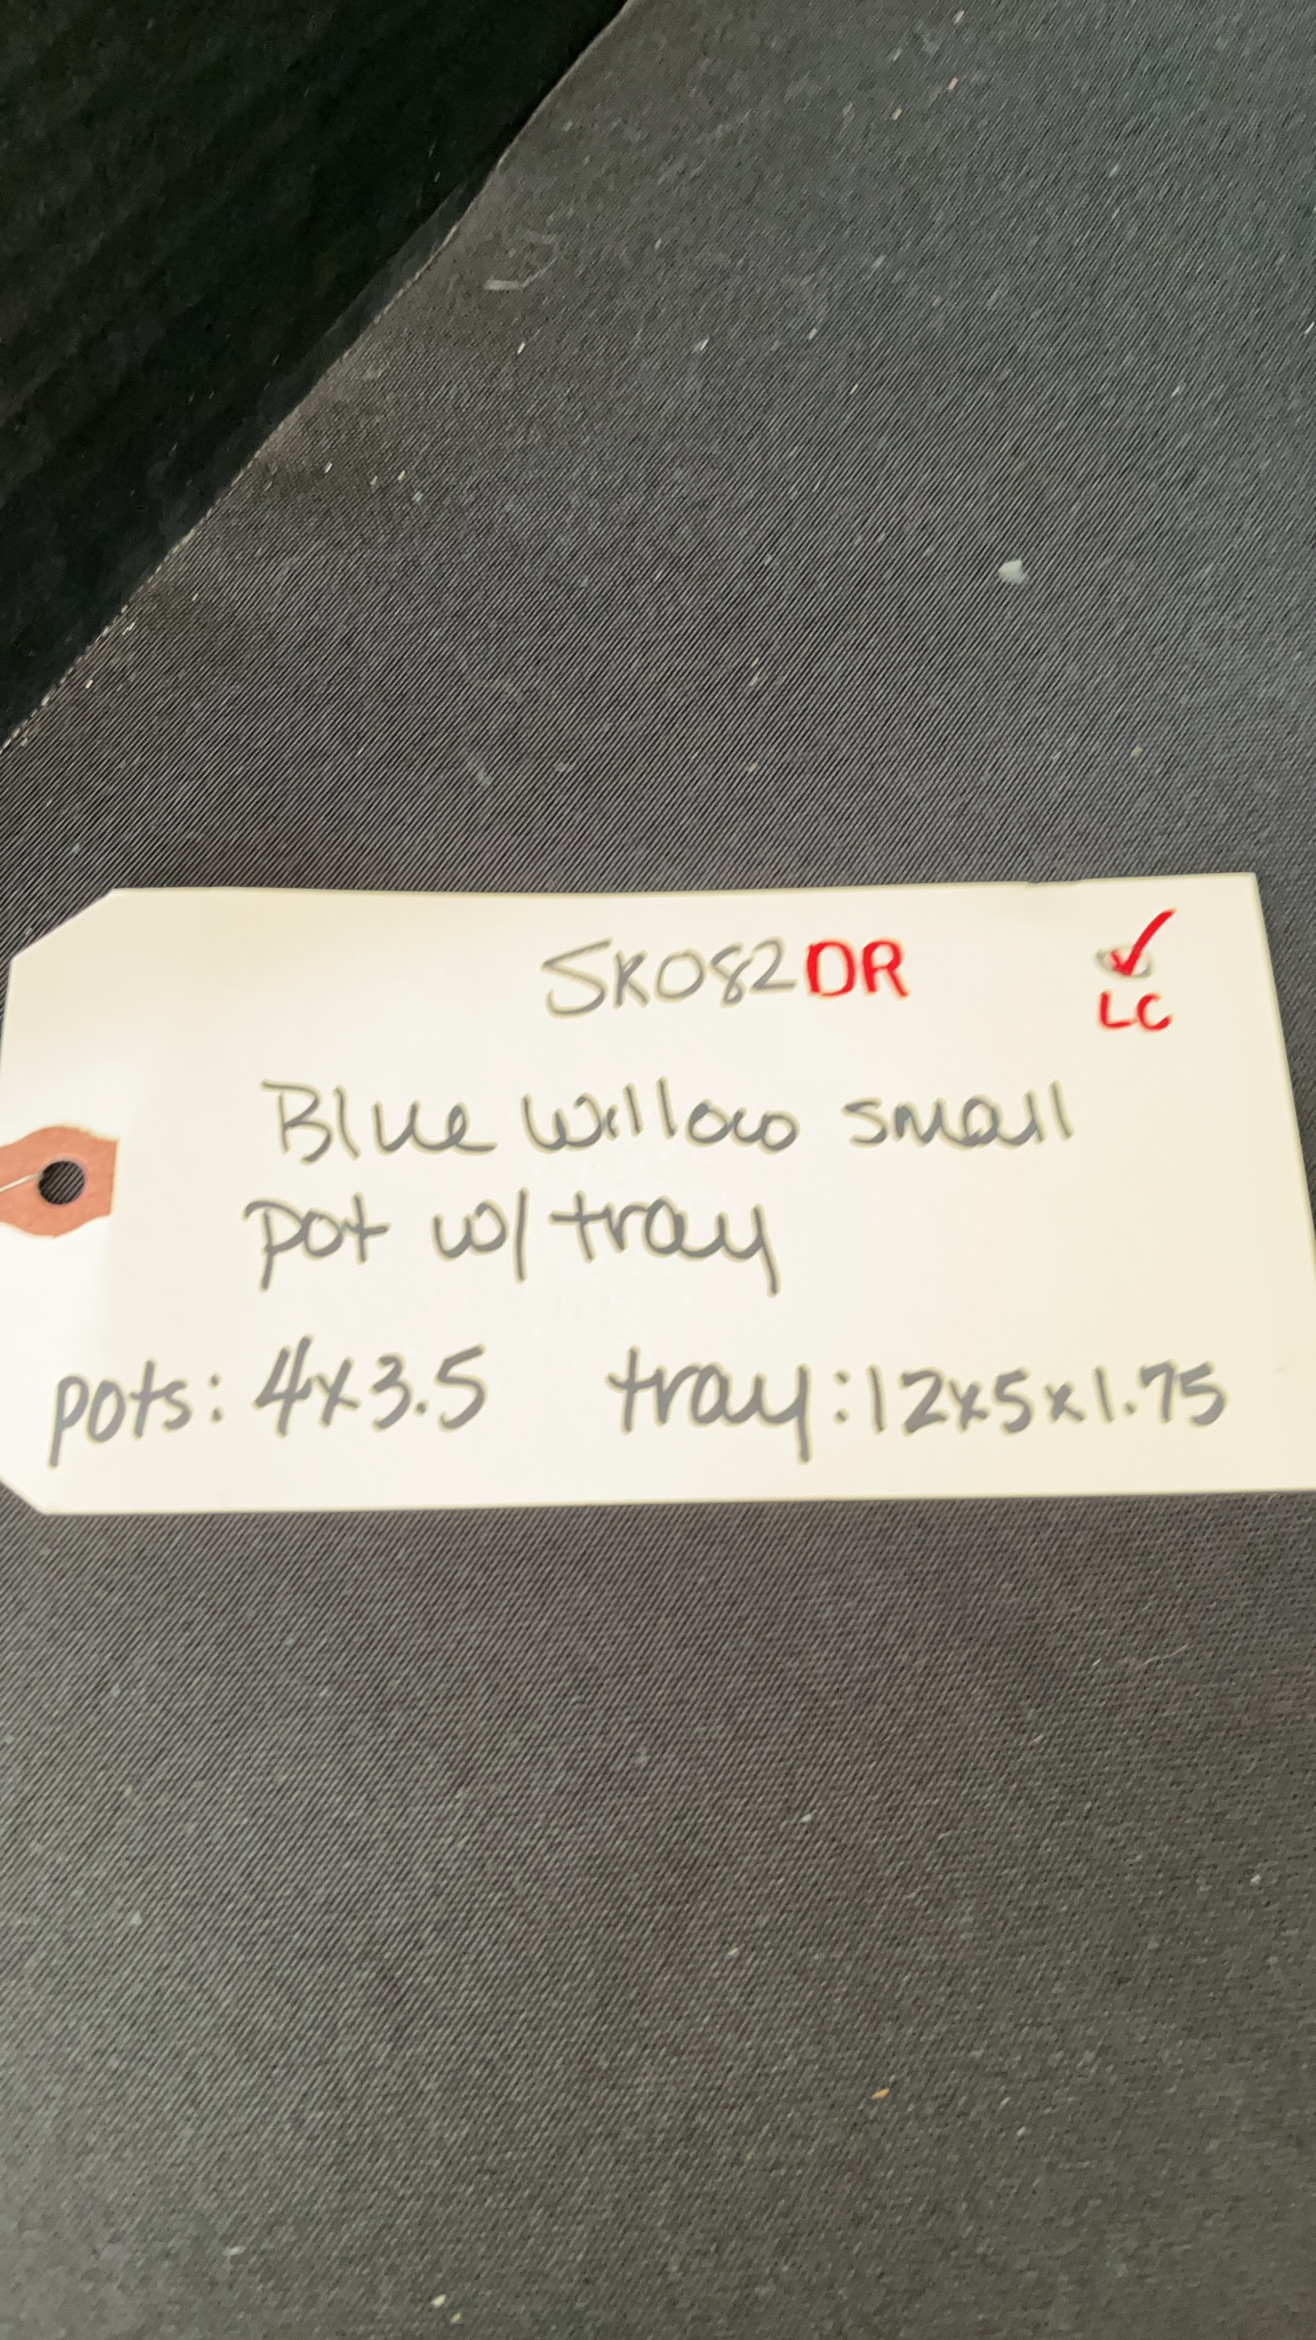 SK082DR ✓
LC
Blue Willow small
pot w/ tray
pots: 4x3.5 tray: 12x5x1.75